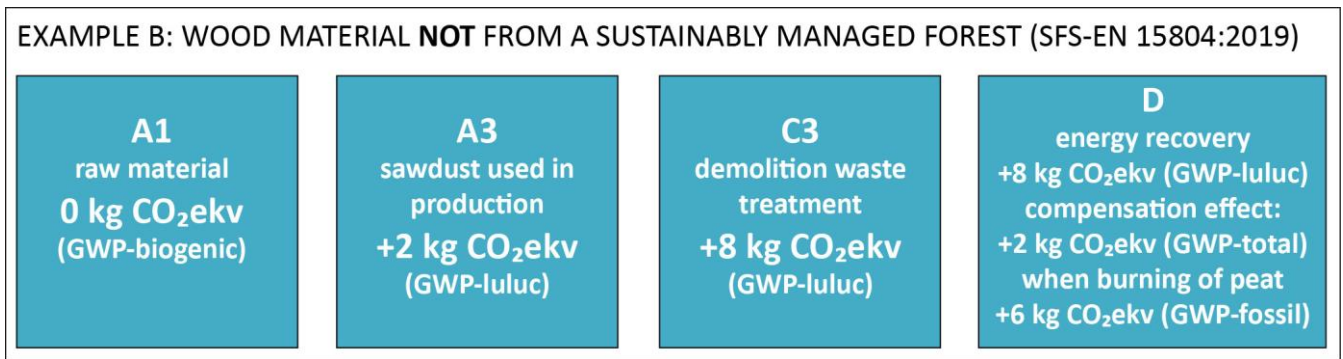 EXAMPLE B: WOOD MATERIAL NOT FROM A SUSTAINABLY MANAGED FOREST (SFS-EN 15804:2019)
A1
raw material
0 kg CO₂ekv
(GWP-biogenic)
A3
sawdust used in
production
+2 kg CO₂ekv
(GWP-luluc)
C3
demolition waste
treatment
+8 kg CO₂ekv
(GWP-luluc)
D
energy recovery
+8 kg CO₂ekv (GWP-luluc)
compensation effect:
+2 kg CO₂ekv (GWP-total)
when burning of peat
+6 kg CO₂ekv (GWP-fossil)